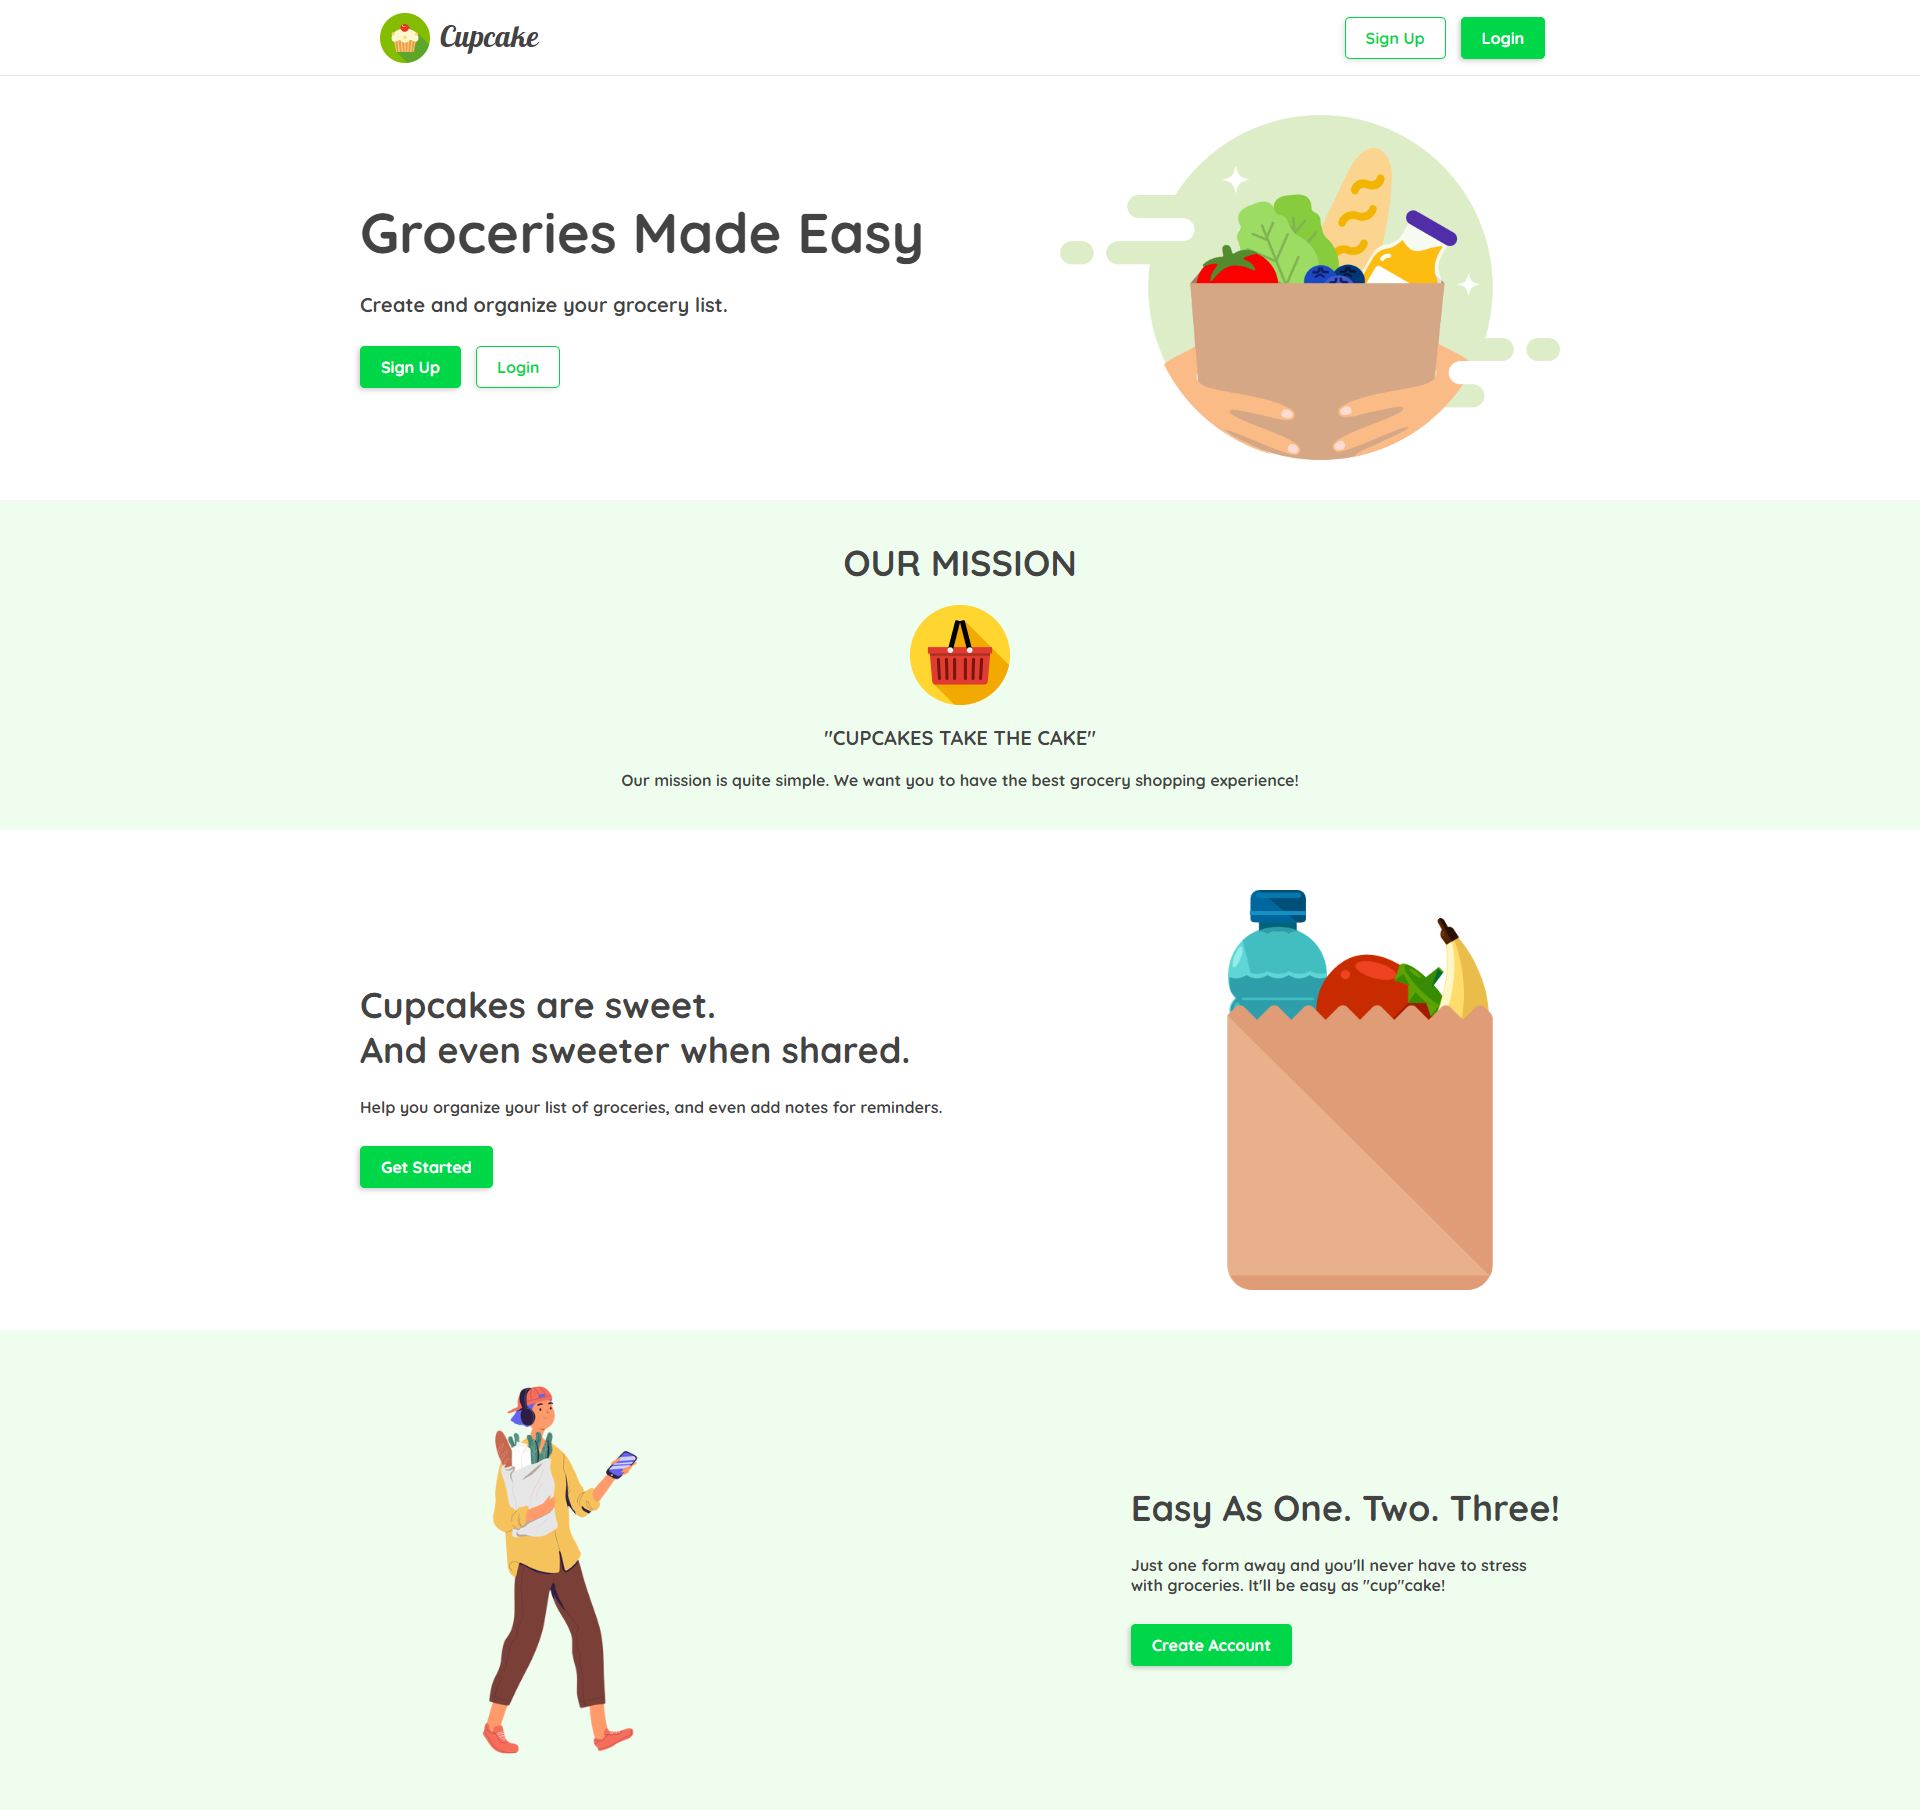 Cupcake
Sign Up
Login
Groceries Made Easy
Create and organize your grocery list.
Sign Up
Login
OUR MISSION
"CUPCAKES TAKE THE CAKE"
Our mission is quite simple. We want you to have the best grocery shopping experience!
Cupcakes are sweet.
And even sweeter when shared.
Help you organize your list of groceries, and even add notes for reminders.
Get Started
Easy As One. Two. Three!
Just one form away and you'll never have to stress
with groceries. It'll be easy as "cup"cake!
Create Account